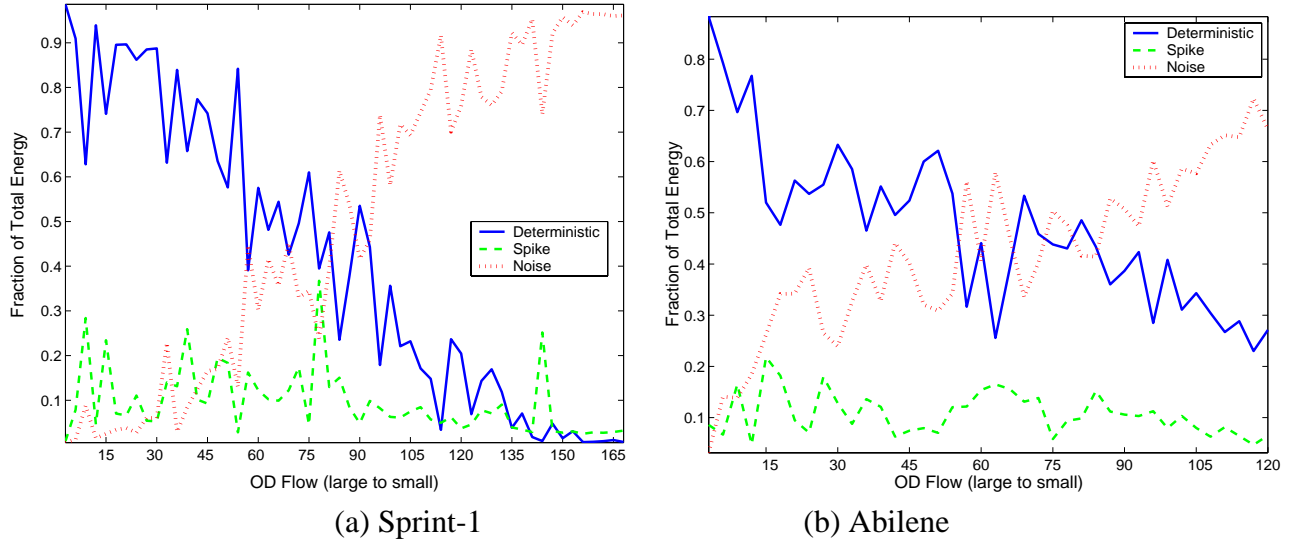 0.9
0.8
0.7
0.6
0.5
0.4
0.3
0.2
0.1
Fraction of Total Energy
15 30 45 60 75 90 105 120 135 150 165
OD Flow (large to small)
Deterministic
Spike
Noise
(a) Sprint-1
0.8
0.7
0.6
0.5
0.4
0.3
0.2
0.1
Fraction of Total Energy
15 30 45 60 75 90 105 120
OD Flow (large to small)
Deterministic
Spike
Noise
(b) Abilene